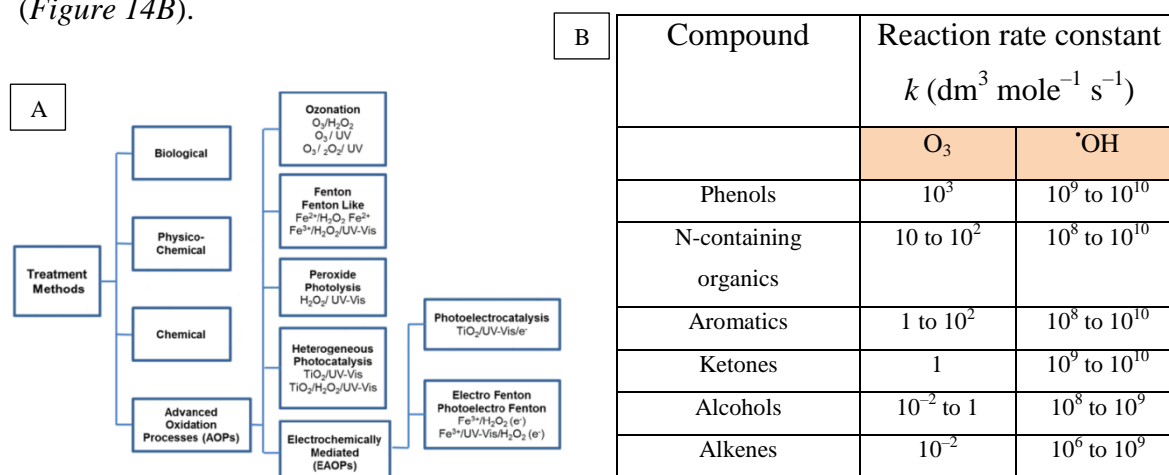 (Figure 14B).
A
Treatment
Methods
Biological
Physico-
Chemical
Chemical
Advanced
Oxidation
Processes (AOPs)
Ozonation
O₃/H₂O₂
O₃ / UV
O₃ / ₂O₂/ UV
Fenton
Fenton Like
Fe²⁺/H₂O₂ Fe²⁺
Fe³⁺/H₂O₂/UV-Vis
Peroxide
Photolysis
H₂O₂/ UV-Vis
Heterogeneous
Photocatalysis
TiO₂/UV-Vis
TiO₂/H₂O₂/UV-Vis
Electrochemically
Mediated
(EAOPs)
Photoelectrocatalysis
TiO₂/UV-Vis/e⁻
Electro Fenton
Photoelectro Fenton
Fe³⁺/H₂O₂ (e⁻)
Fe³⁺/UV-Vis/H₂O₂ (e⁻)
B
Compound Reaction rate constant
k (dm³ mole⁻¹ s⁻¹)
O₃ •OH
Phenols 10³ 10⁹ to 10¹⁰
N-containing 10 to 10² 10⁸ to 10¹⁰
organics
Aromatics 1 to 10² 10⁸ to 10¹⁰
Ketones 1 10⁹ to 10¹⁰
Alcohols 10⁻² to 1 10⁸ to 10⁹
Alkenes 10⁻² 10⁶ to 10⁹